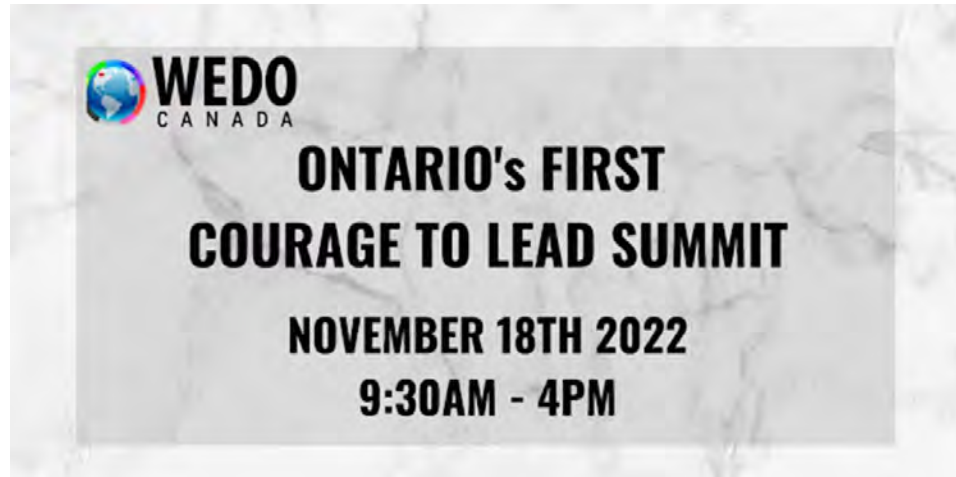 WEDO
CANADA
ONTARIO's FIRST
COURAGE TO LEAD SUMMIT
NOVEMBER 18TH 2022
9:30AM - 4PM